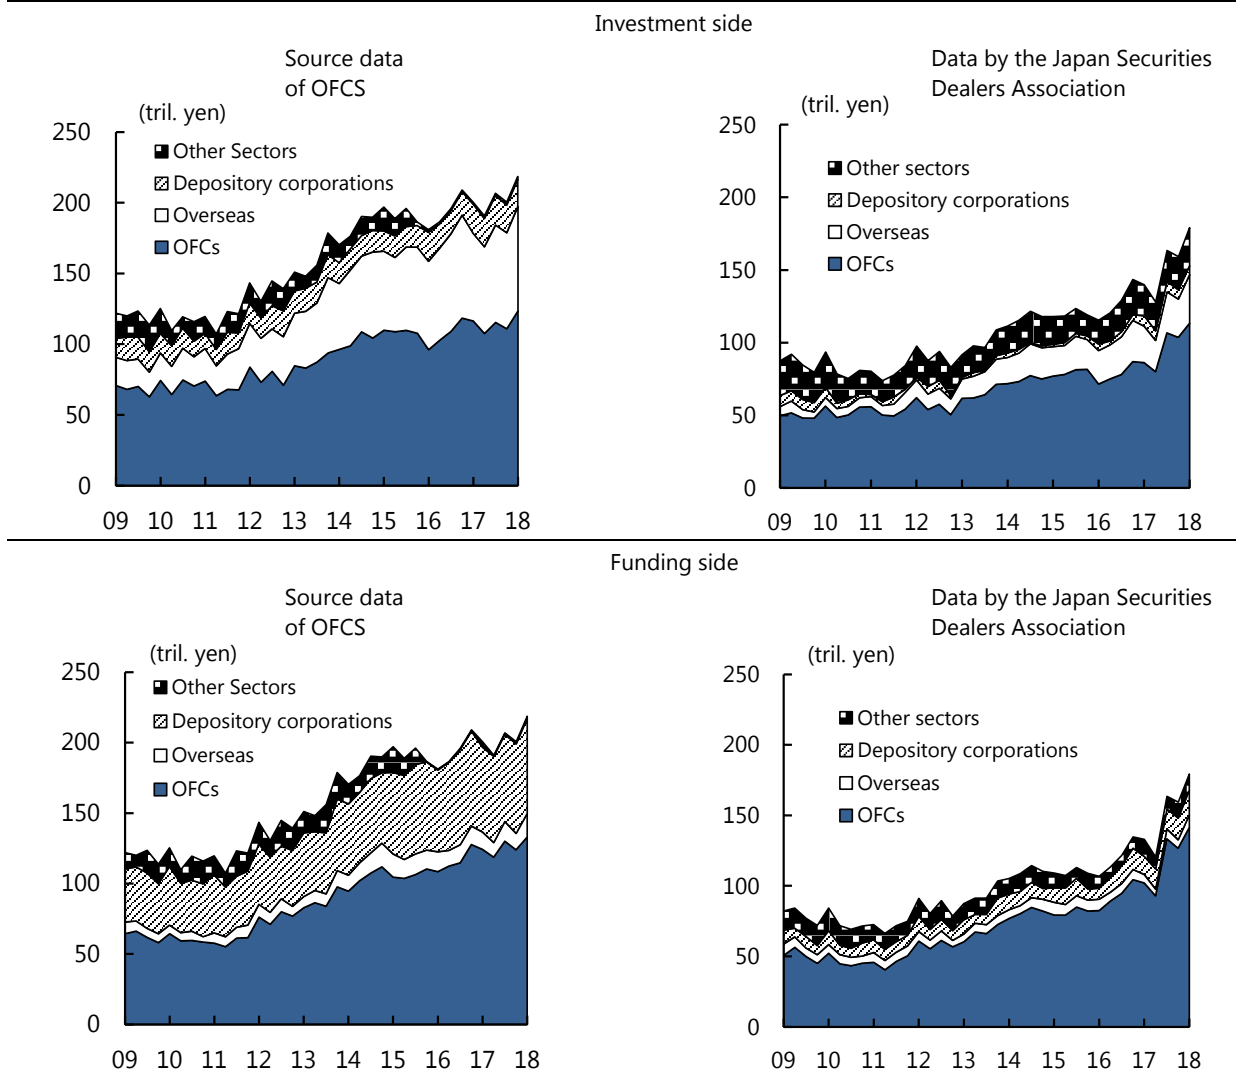 Investment side
Source data
of OFCS
(tril. yen)
250
200
150
100
50
0
Other Sectors
Depository corporations
Overseas
OFCs
09 10 11 12 13 14 15 16 17 18
Data by the Japan Securities
Dealers Association
(tril. yen)
250
200
150
100
50
0
Other sectors
Depository corporations
Overseas
OFCs
09 10 11 12 13 14 15 16 17 18
Funding side
Source data
of OFCS
(tril. yen)
250
200
150
100
50
0
Other Sectors
Depository corporations
Overseas
OFCs
09 10 11 12 13 14 15 16 17 18
Data by the Japan Securities
Dealers Association
(tril. yen)
250
200
150
100
50
0
Other sectors
Depository corporations
Overseas
OFCs
09 10 11 12 13 14 15 16 17 18